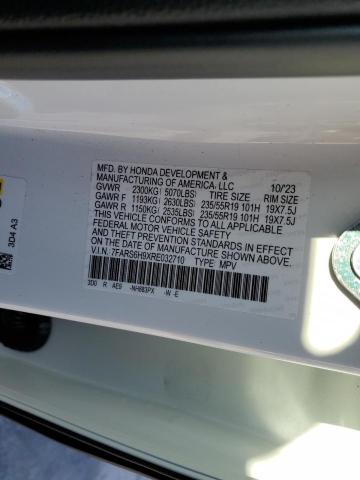 MFD. BY HONDA DEVELOPMENT &
MANUFACTURING OF AMERICA, LLC 10/'23
GVWR 2300KG( 5070LBS) TIRE SIZE RIM SIZE
GAWR F 1193KG( 2630LBS) 235/55R19 101H 19X7.5J
GAWR R 1150KG( 2535LBS) 235/55R19 101H 19X7.5J
THIS VEHICLE CONFORMS TO ALL APPLICABLE
FEDERAL MOTOR VEHICLE SAFETY AND THEFT
PREVENTION STANDARDS IN EFFECT ON THE DATE
OF MANUFACTURE SHOWN ABOVE.
V.I.N. 7FARS6H9XRE032710 TYPE MPV
3D0 R AE9 -NH883PX -W -E
3D4 A3